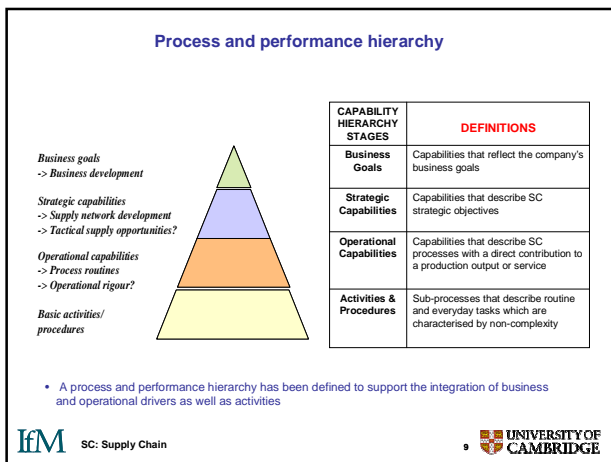 Process and performance hierarchy
Business goals
-> Business development
Strategic capabilities
-> Supply network development
-> Tactical supply opportunities?
Operational capabilities
-> Process routines
-> Operational rigour?
Basic activities/
procedures
CAPABILITY
HIERARCHY
STAGES
DEFINITIONS
Business
Goals
Capabilities that reflect the company's
business goals
Strategic
Capabilities
Capabilities that describe SC
strategic objectives
Operational
Capabilities
Capabilities that describe SC
processes with a direct contribution to
a production output or service
Activities &
Procedures
Sub-processes that describe routine
and everyday tasks which are
characterised by non-complexity
• A process and performance hierarchy has been defined to support the integration of business
and operational drivers as well as activities
IfM
SC: Supply Chain
9
UNIVERSITY OF
CAMBRIDGE